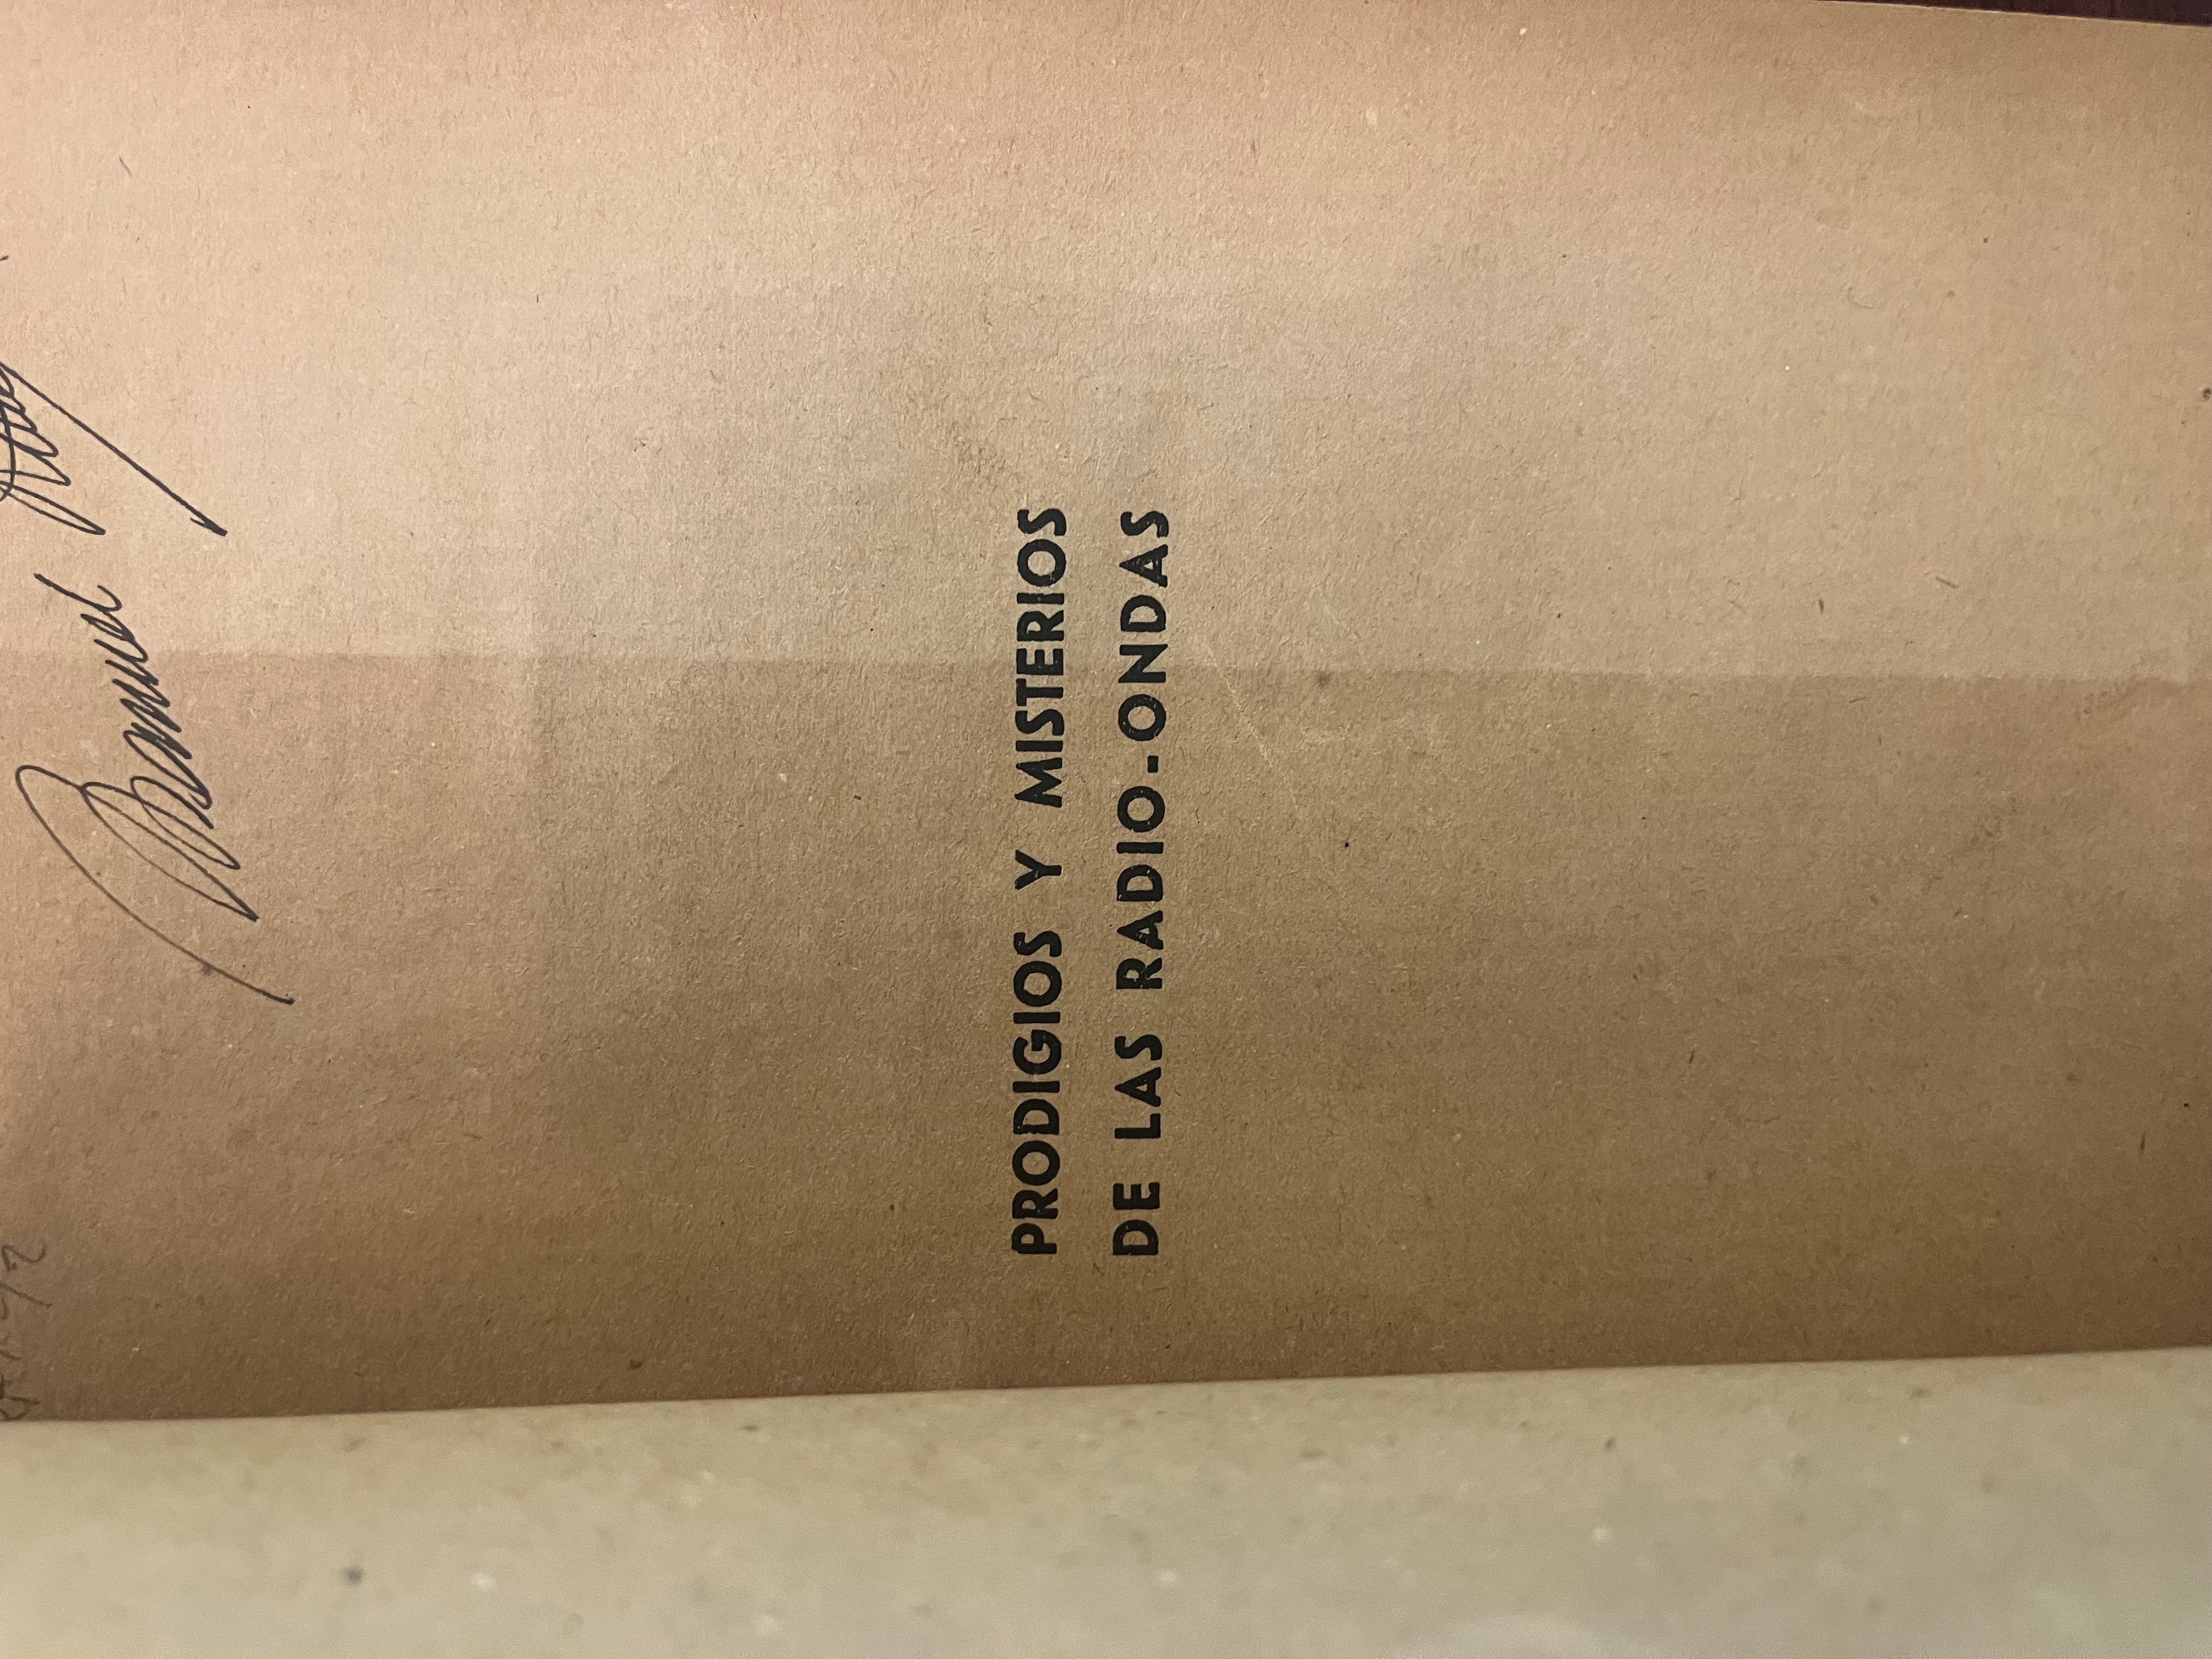 Manuel
PRODIGIOS Y MISTERIOS
DE LAS RADIO-ONDAS